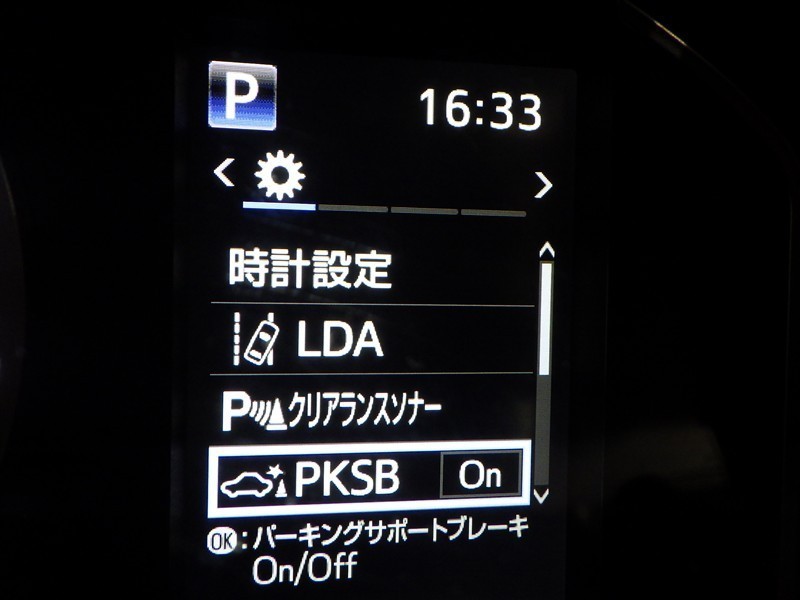 P
16:33
時計設定
LDA
Pクリアランスソナー
PKSB On
OK:パーキングサポートブレーキ
On/Off